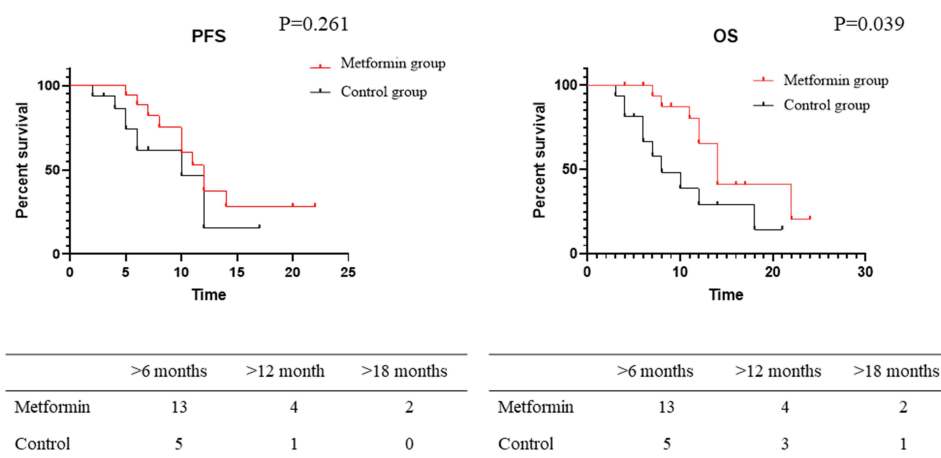 PFS
P=0.261
Metformin group
Control group
Percent survival
100
50
0
0 5 10 15 20 25
Time
OS
P=0.039
Metformin group
Control group
Percent survival
100
50
0
0 10 20 30
Time
>6 months >12 month >18 months
Metformin 13 4 2
Control 5 1 0
>6 months >12 months >18 months
Metformin 13 4 2
Control 5 3 1